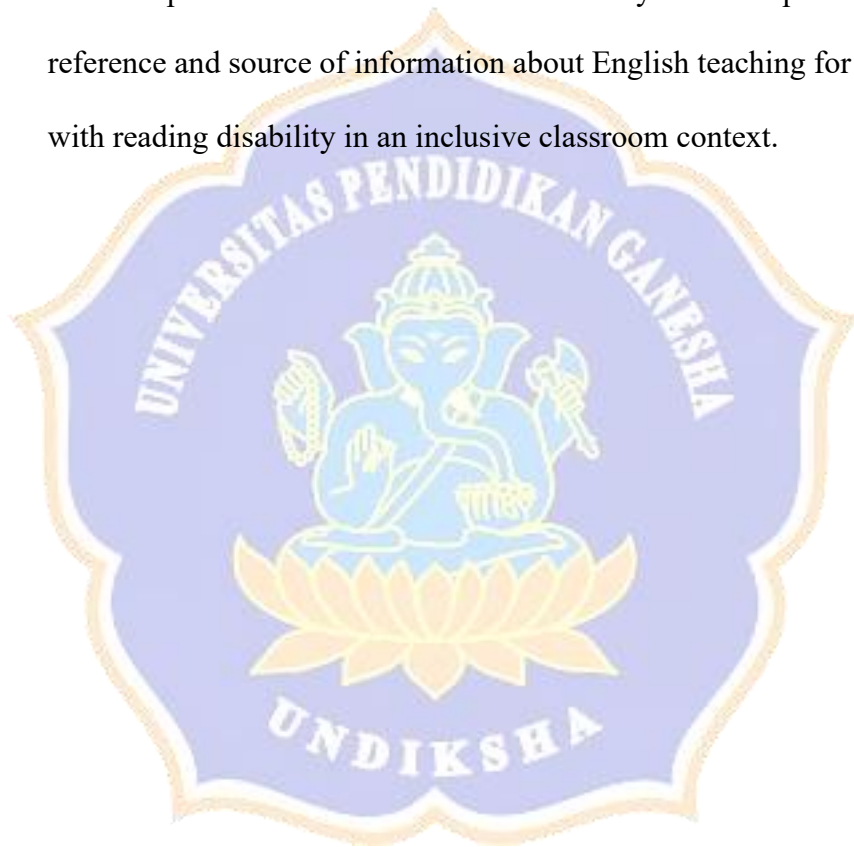 reference and source of information about English teaching for
with reading disability in an inclusive classroom context.
UNIVERSITAS PENDIDIKAN GANESHA
UNDIKSHA